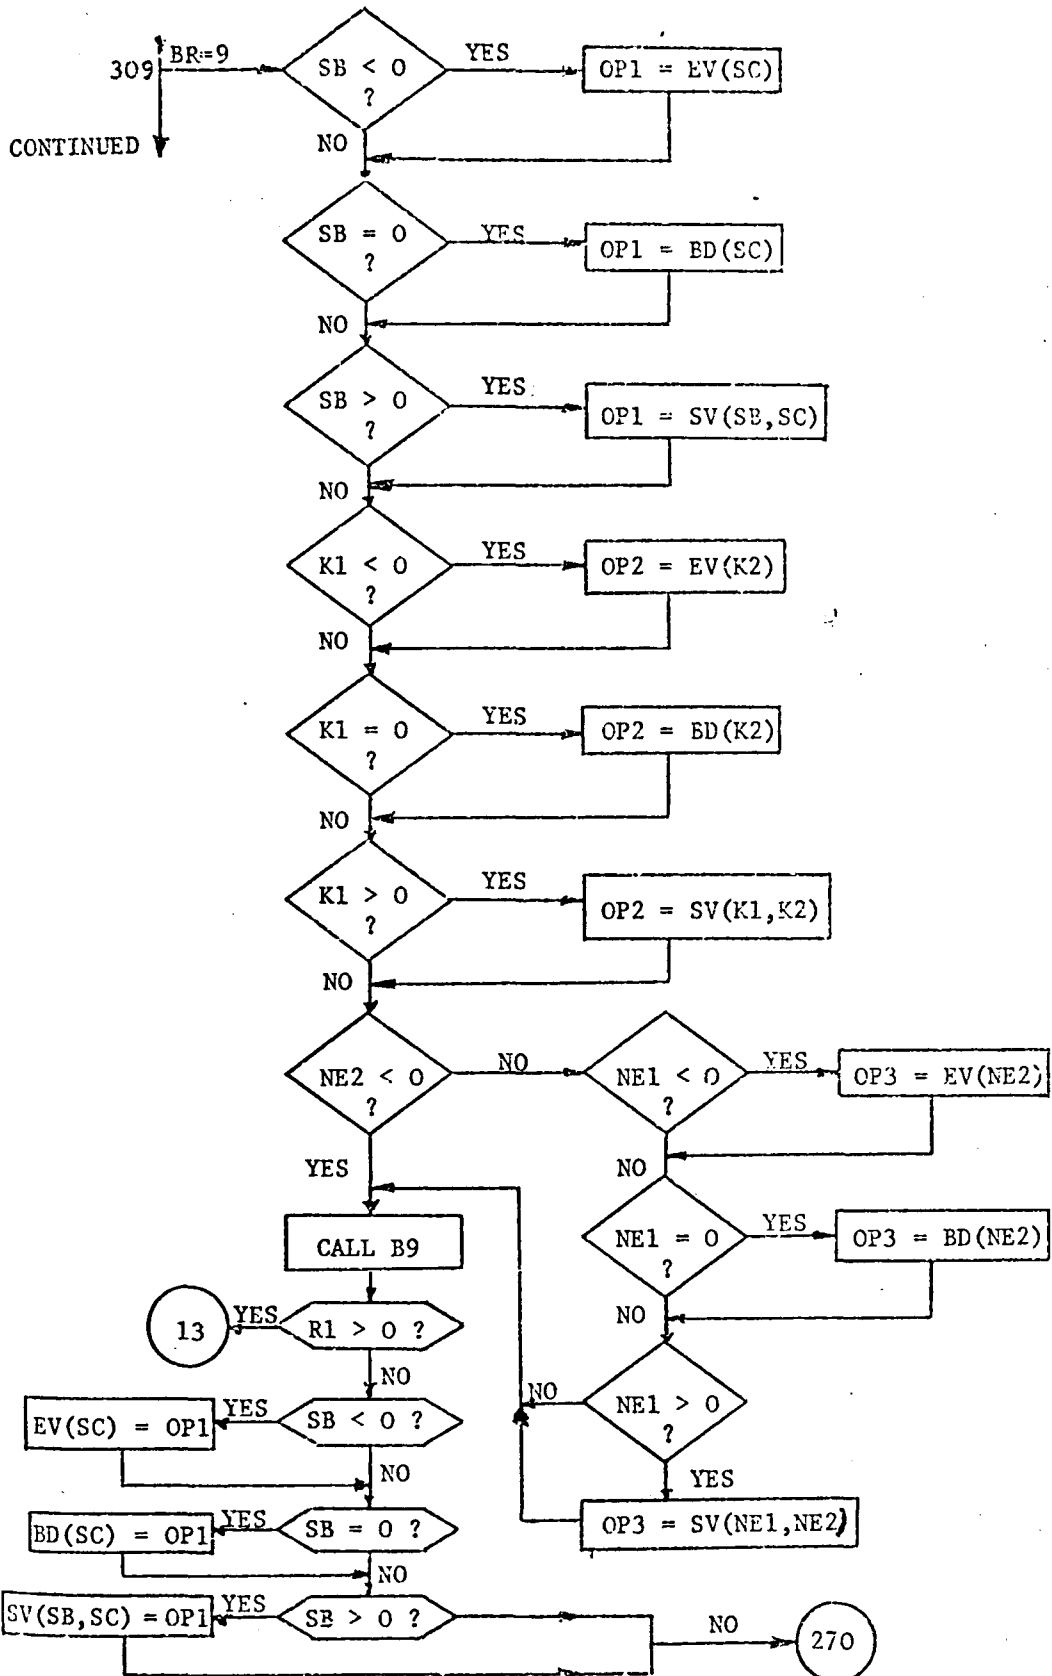 309 BR=9
SB < 0
?
YES
OP1 = EV(SC)
CONTINUED
NO
SB = 0
?
YES
OP1 = BD(SC)
NO
SB > 0
?
YES
OP1 = SV(SB,SC)
NO
K1 < 0
?
YES
OP2 = EV(K2)
NO
K1 = 0
?
YES
OP2 = BD(K2)
NO
K1 > 0
?
YES
OP2 = SV(K1,K2)
NO
NE2 < 0
?
NO
NE1 < 0
?
YES
OP3 = EV(NE2)
YES
NO
CALL B9
NE1 = 0
?
YES
OP3 = BD(NE2)
NO
13
YES
R1 > 0 ?
NO
NE1 > 0
?
NO
EV(SC) = OP1
YES
SB < 0 ?
NO
YES
OP3 = SV(NE1,NE2)
BD(SC) = OP1
YES
SB = 0 ?
NO
SV(SB,SC) = OP1
YES
SB > 0 ?
NO
270